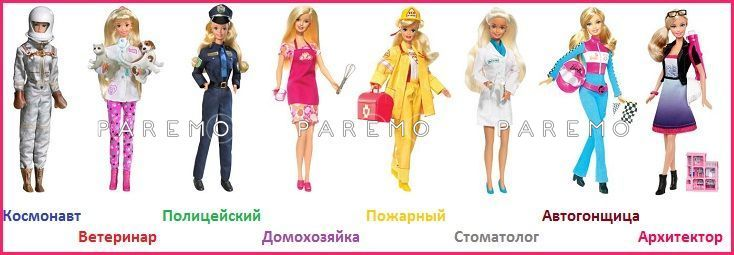 PAREMO PAREMO PAREMO
Космонавт Полицейский Пожарный Автогонщица
Ветеринар Домохозяйка Стоматолог Архитектор